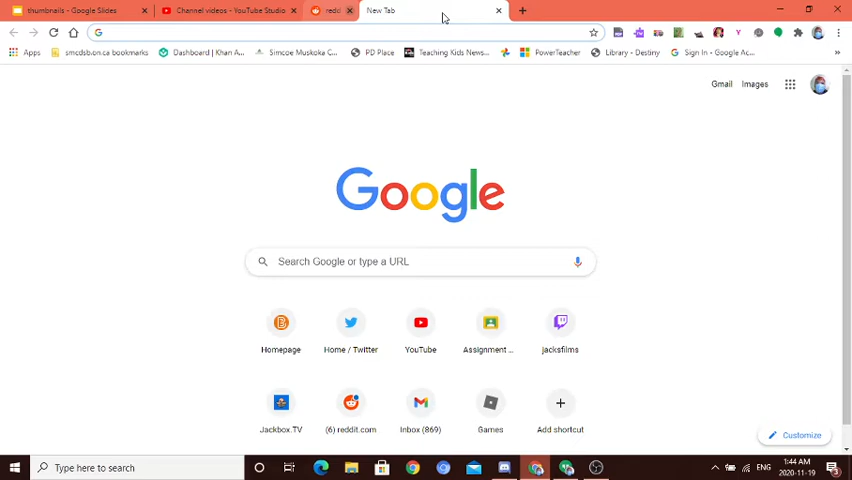 thumbnails - Google Slides
Channel videos - YouTube Studio
reddi
New Tab
Apps
smcdsb.on.ca bookmarks
Dashboard | Khan A...
Simcoe Muskoka C...
PD Place
Teaching Kids News...
PowerTeacher
Library - Destiny
Sign In - Google Ac...
Gmail
Images
Google
Search Google or type a URL
Homepage
Home / Twitter
YouTube
Assignment ...
jacksfilms
Jackbox.TV
(6) reddit.com
Inbox (869)
Games
Add shortcut
Customize
Type here to search
ENG
1:44 AM
2020-11-19
3